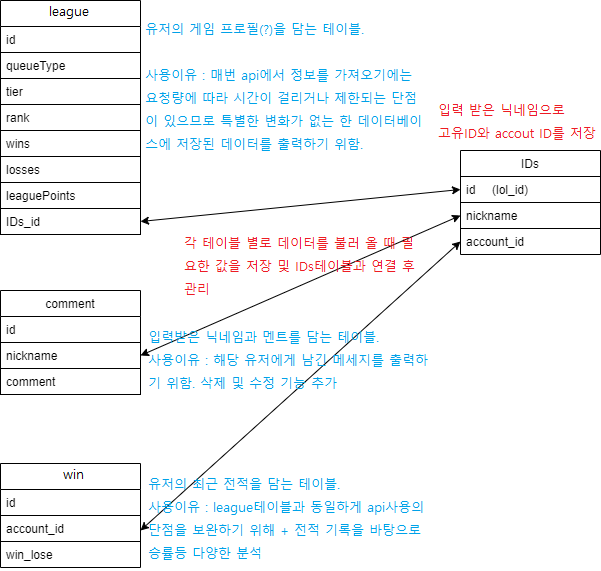 league
id
queueType
tier
rank
wins
losses
leaguePoints
IDs_id
유저의 게임 프로필(?)을 담는 테이블.
사용이유 : 매번 api에서 정보를 가져오기에는
요청량에 따라 시간이 걸리거나 제한되는 단점
이 있으므로 특별한 변화가 없는 한 데이터베이
스에 저장된 데이터를 출력하기 위함.
입력 받은 닉네임으로
고유ID와 accout ID를 저장
IDs
id (lol_id)
nickname
account_id
각 테이블 별로 데이터를 불러 올 때 필
요한 값을 저장 및 IDs테이블과 연결 후
관리
comment
id
nickname
comment
입력받은 닉네임과 멘트를 담는 테이블.
사용이유 : 해당 유저에게 남긴 메세지를 출력하
기 위함. 삭제 및 수정 기능 추가
win
id
account_id
win_lose
유저의 최근 전적을 담는 테이블.
사용이유 : league테이블과 동일하게 api사용의
단점을 보완하기 위해 + 전적 기록을 바탕으로
승률등 다양한 분석